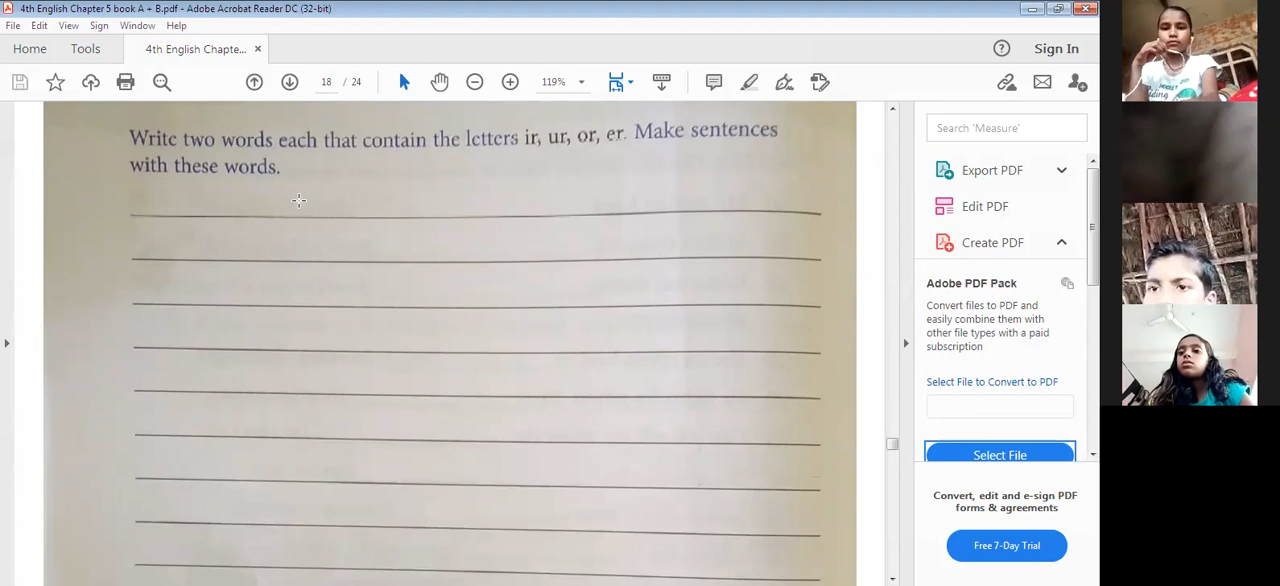 4th English Chapter 5 book A + B.pdf - Adobe Acrobat Reader DC (32-bit)
File Edit View Sign Window Help
Home Tools 4th English Chapte... × Sign In
18 / 24 119%
Write two words each that contain the letters ir, ur, or, er. Make sentences
with these words.
Search 'Measure'
Export PDF
Edit PDF
Create PDF
Adobe PDF Pack
Convert files to PDF and
easily combine them with
other file types with a paid
subscription
Select File to Convert to PDF
Select File
Convert, edit and e-sign PDF
forms & agreements
Free 7-Day Trial